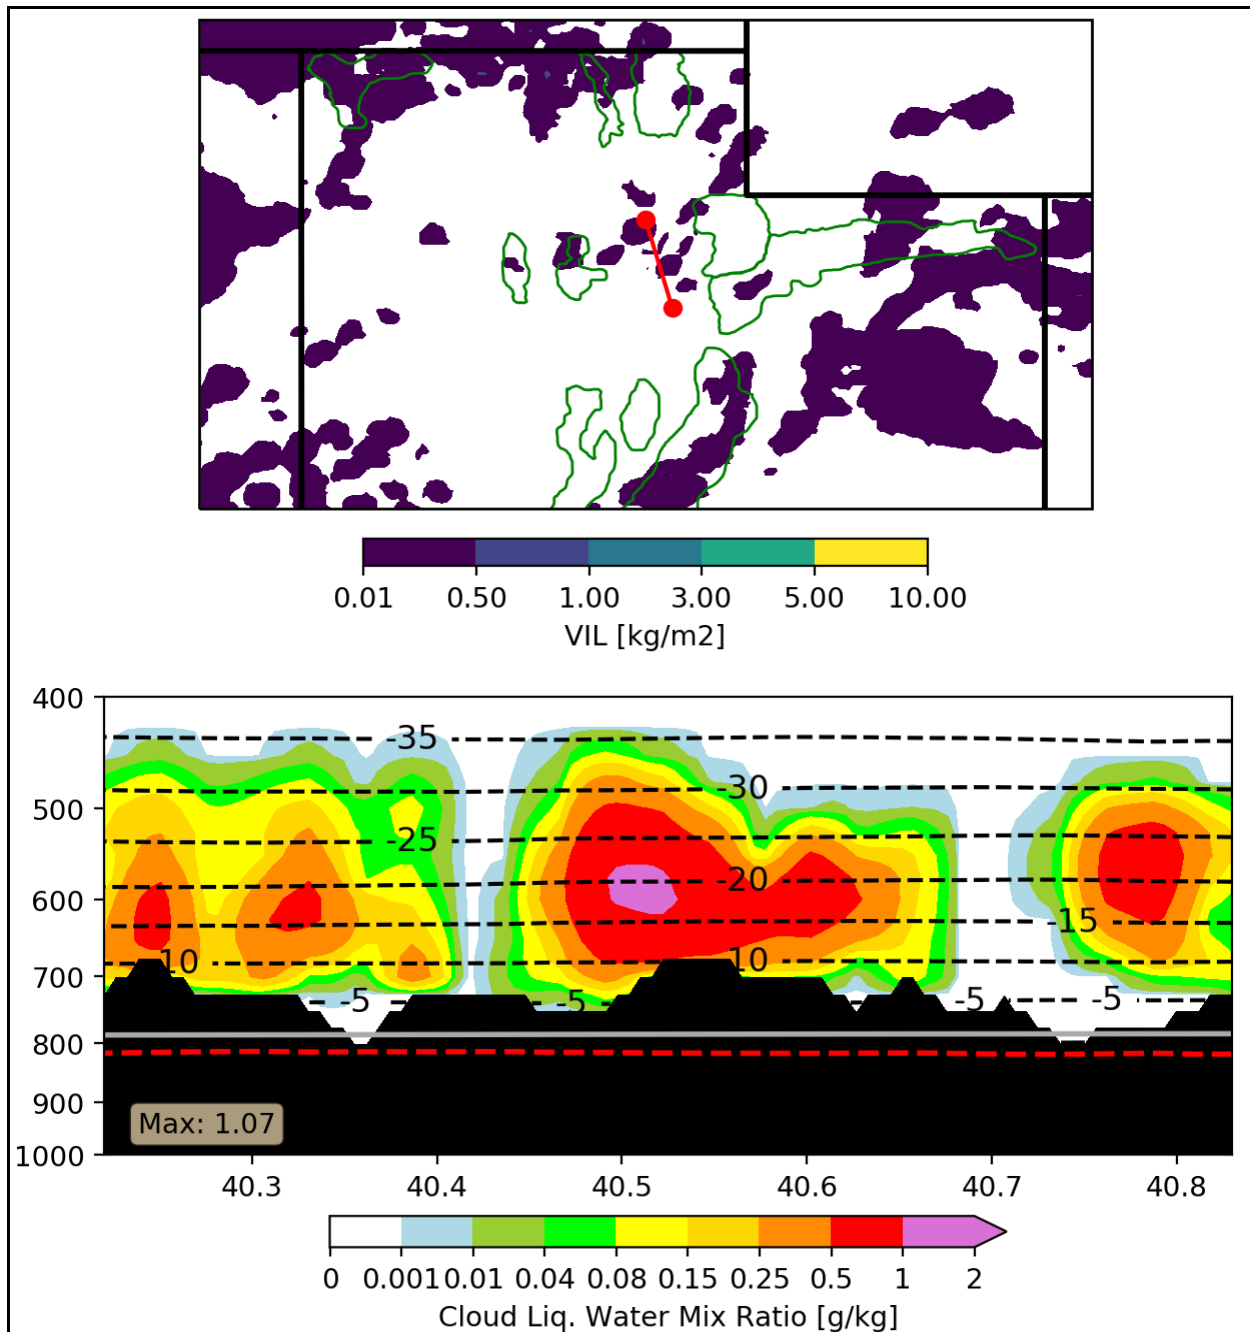 0.01 0.50 1.00 3.00 5.00 10.00
VIL [kg/m2]
400
-35
-30
500
-25
-20
600
-15
10 10
700
-5 -5 -5 -5
800
900
Max: 1.07
1000
40.3 40.4 40.5 40.6 40.7 40.8
0 0.001 0.01 0.04 0.08 0.15 0.25 0.5 1 2
Cloud Liq. Water Mix Ratio [g/kg]